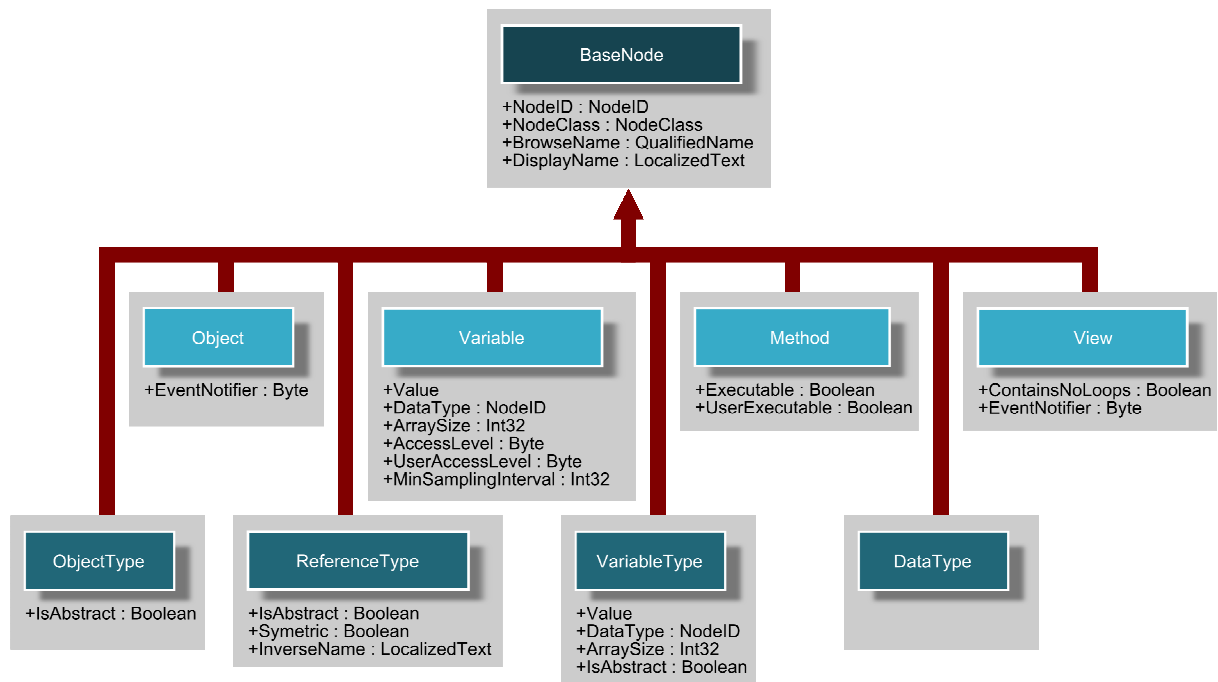 BaseNode
+NodeID : NodeID
+NodeClass : NodeClass
+BrowseName : QualifiedName
+DisplayName : LocalizedText
Object
+EventNotifier : Byte
Variable
+Value
+DataType : NodeID
+ArraySize : Int32
+AccessLevel : Byte
+UserAccessLevel : Byte
+MinSamplingInterval : Int32
Method
+Executable : Boolean
+UserExecutable : Boolean
View
+ContainsNoLoops : Boolean
+EventNotifier : Byte
ObjectType
+IsAbstract : Boolean
ReferenceType
+IsAbstract : Boolean
+Symetric : Boolean
+InverseName : LocalizedText
VariableType
+Value
+DataType : NodeID
+ArraySize : Int32
+IsAbstract : Boolean
DataType